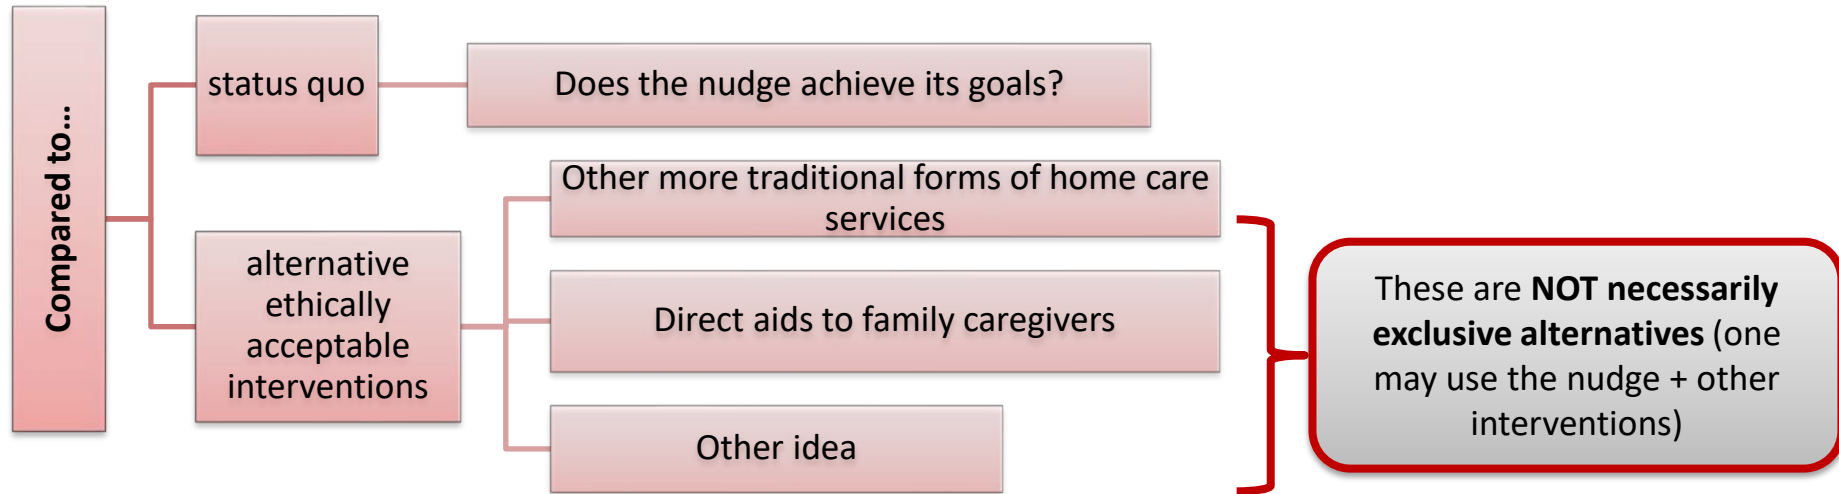 Compared to...
status quo
Does the nudge achieve its goals?
alternative
ethically
acceptable
interventions
Other more traditional forms of home care
services
Direct aids to family caregivers
Other idea
These are NOT necessarily
exclusive alternatives (one
may use the nudge + other
interventions)